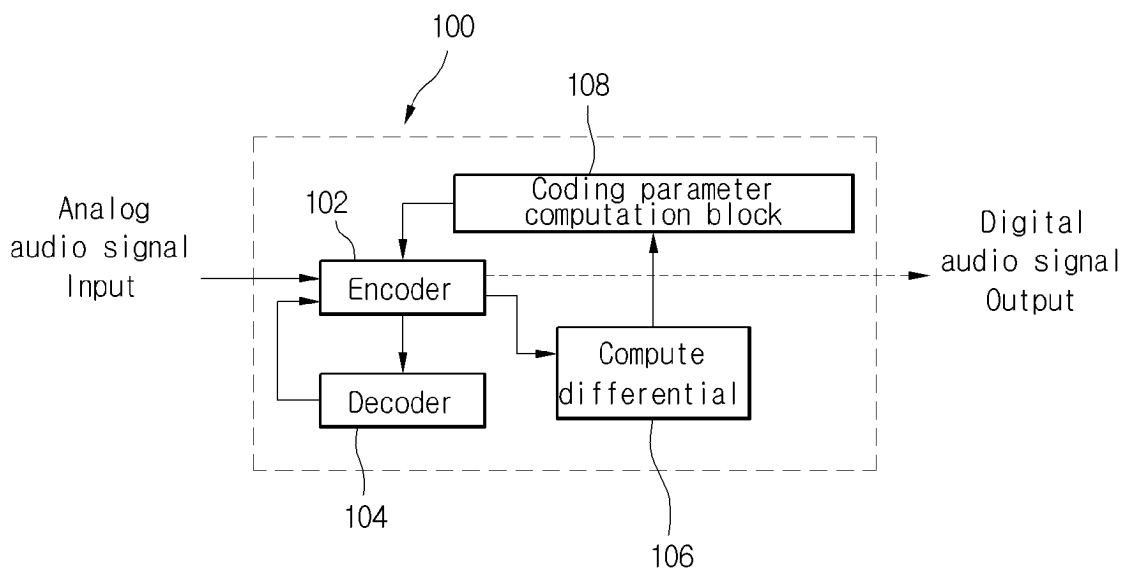 100
108
Coding parameter
computation block
102
Analog
audio signal
Input
Encoder
Digital
audio signal
Output
Compute
differential
Decoder
104
106